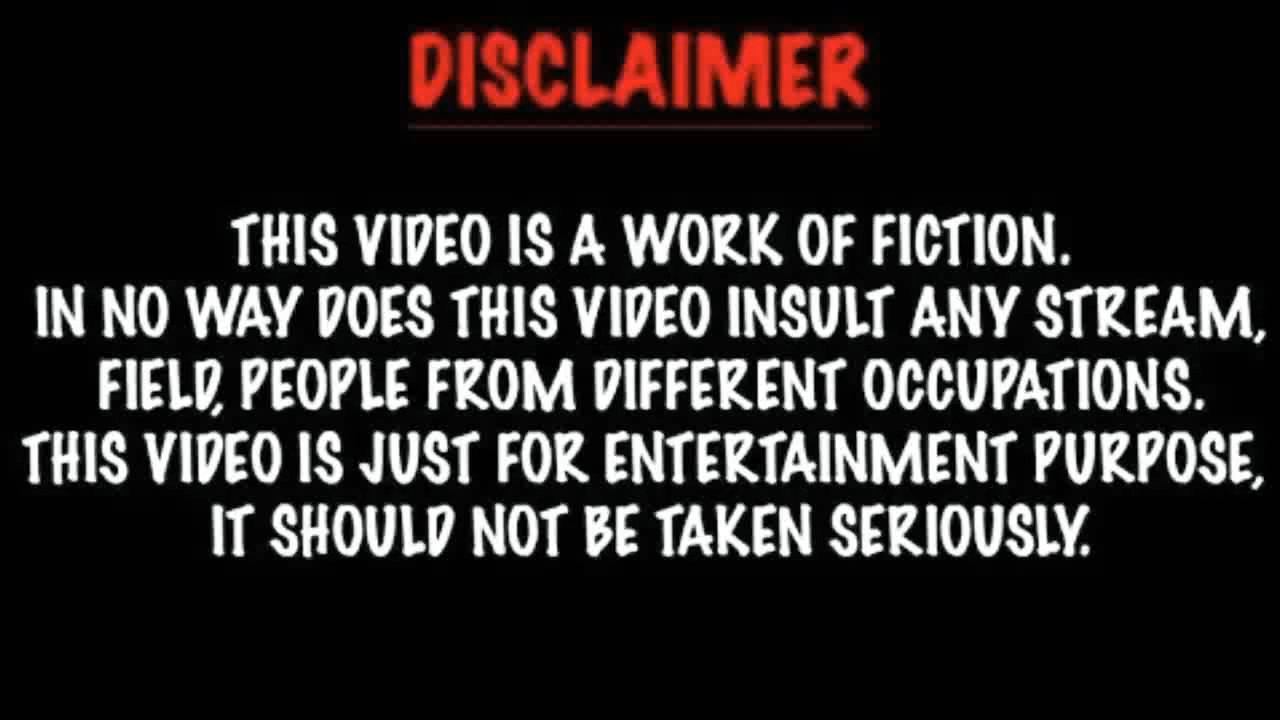 DISCLAIMER
THIS VIDEO IS A WORK OF FICTION.
IN NO WAY DOES THIS VIDEO INSULT ANY STREAM,
FIELD, PEOPLE FROM DIFFERENT OCCUPATIONS.
THIS VIDEO IS JUST FOR ENTERTAINMENT PURPOSE,
IT SHOULD NOT BE TAKEN SERIOUSLY.